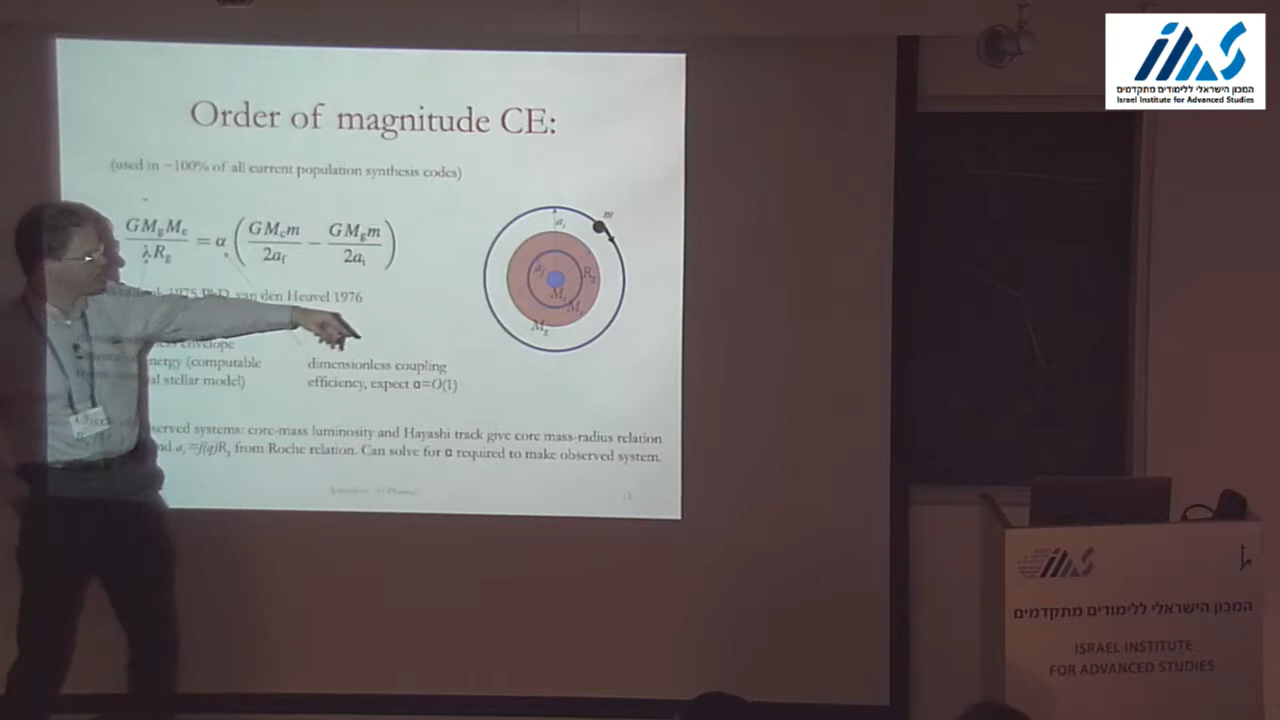 Order of magnitude CE:
(used in ~100% of all current population synthesis codes)
GM_gM_e / λR_g = α ( GM_cm / 2a_f − GM_gm / 2a_i )
1975 PhD, van den Heuvel 1976
envelope
(computable
dimensionless coupling
stellar model)
efficiency, expect α=O(1)
systems: core-mass luminosity and Hayashi track give core mass-radius relation
a_i =f(q)R_g from Roche relation. Can solve for α required to make observed system.
m
a_i
a_f
R_g
M_c
M_g
המכון הישראלי ללימודים מתקדמים
Israel Institute for Advanced Studies
המכון הישראלי ללימודים מתקדמים
ISRAEL INSTITUTE
FOR ADVANCED STUDIES